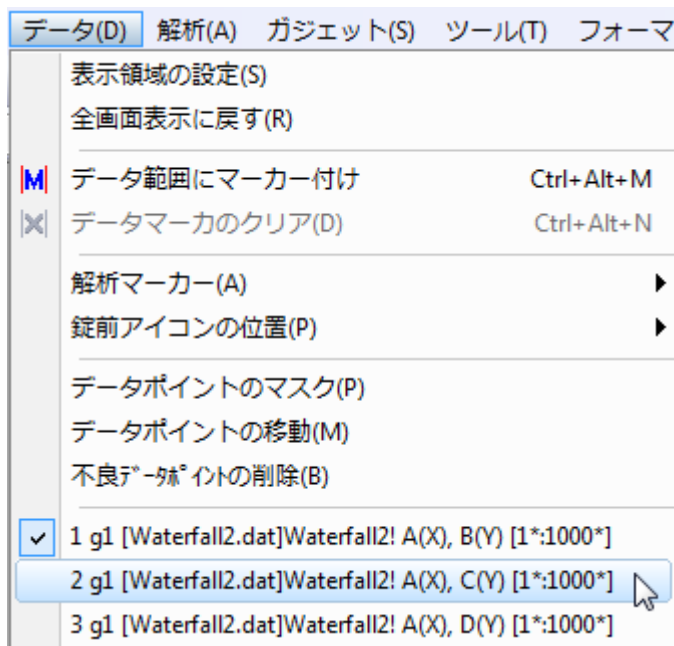 データ(D) 解析(A) ガジェット(S) ツール(T) フォーマ
表示領域の設定(S)
全画面表示に戻す(R)
M データ範囲にマーカー付け Ctrl+Alt+M
データマーカのクリア(D) Ctrl+Alt+N
解析マーカー(A)
錠前アイコンの位置(P)
データポイントのマスク(P)
データポイントの移動(M)
不良ﾃﾞｰﾀﾎﾟｲﾝﾄの削除(B)
1 g1 [Waterfall2.dat]Waterfall2! A(X), B(Y) [1*:1000*]
2 g1 [Waterfall2.dat]Waterfall2! A(X), C(Y) [1*:1000*]
3 g1 [Waterfall2.dat]Waterfall2! A(X), D(Y) [1*:1000*]